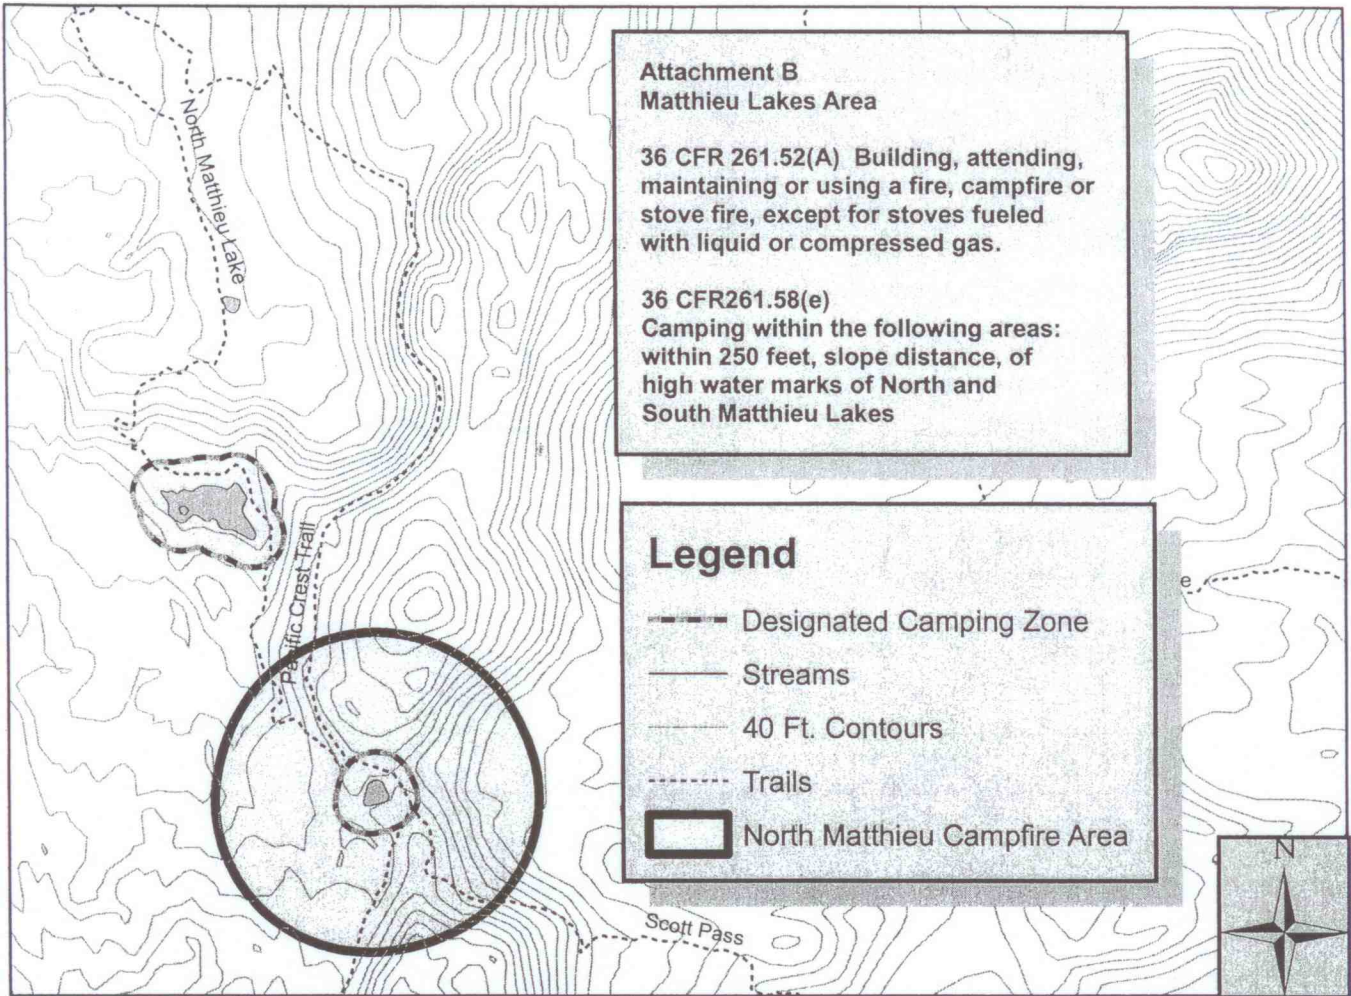 Attachment B
Matthieu Lakes Area
36 CFR 261.52(A)  Building, attending,
maintaining or using a fire, campfire or
stove fire, except for stoves fueled
with liquid or compressed gas.
36 CFR261.58(e)
Camping within the following areas:
within 250 feet, slope distance, of
high water marks of North and
South Matthieu Lakes
North Matthieu Lake
Pacific Crest Trail
Legend
Designated Camping Zone
Streams
40 Ft. Contours
Trails
North Matthieu Campfire Area
e
Scott Pass
N